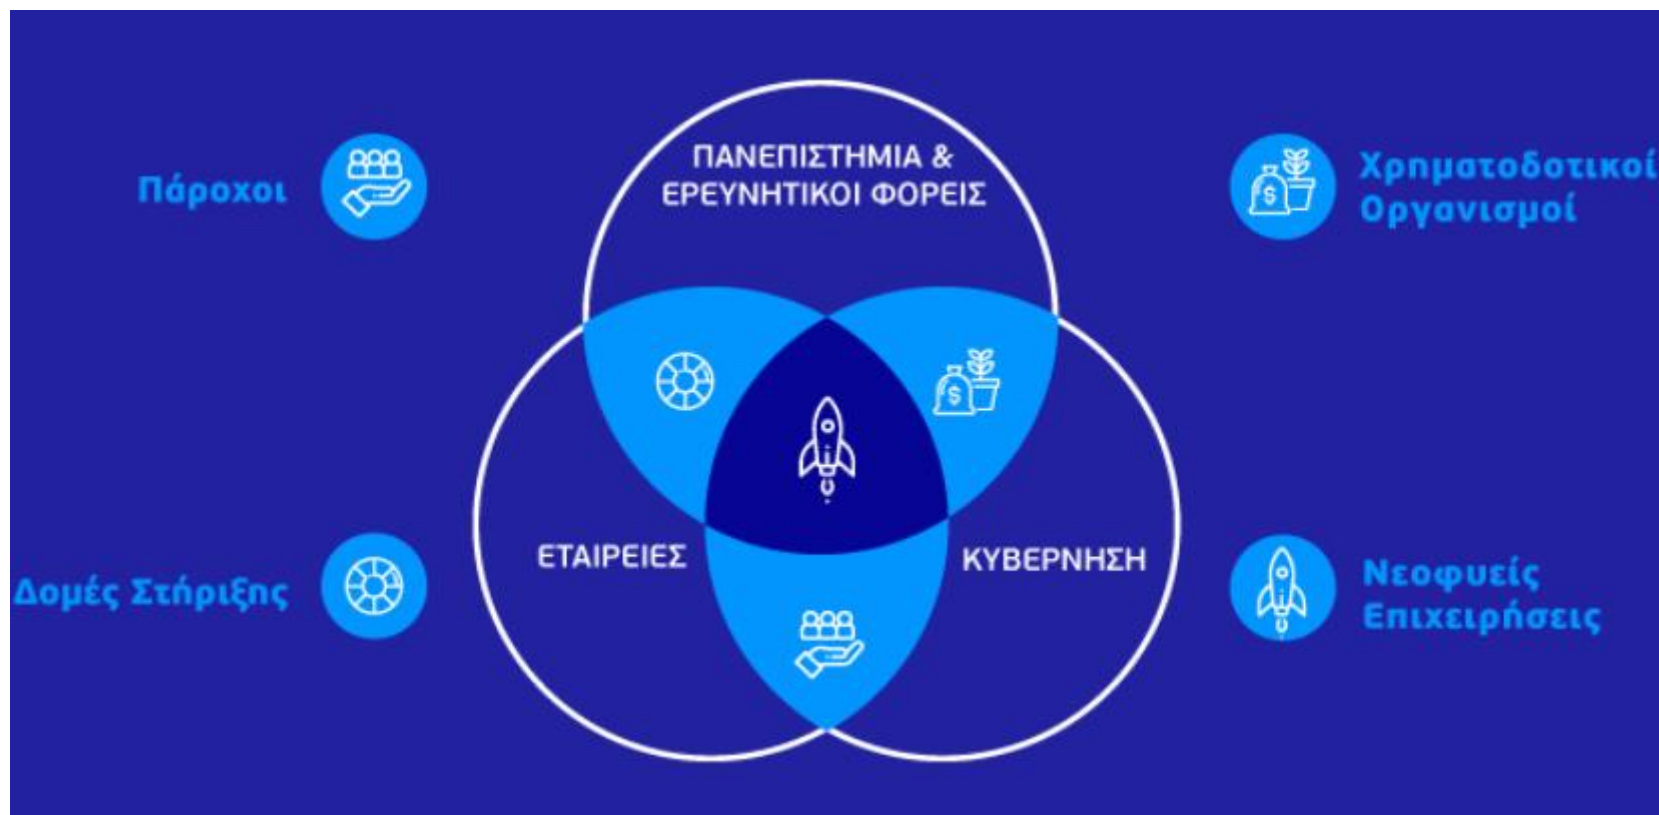 ΠΑΝΕΠΙΣΤΗΜΙΑ &
ΕΡΕΥΝΗΤΙΚΟΙ ΦΟΡΕΙΣ
Πάροχοι
Χρηματοδοτικοί
Οργανισμοί
ΕΤΑΙΡΕΙΕΣ
ΚΥΒΕΡΝΗΣΗ
Δομές Στήριξης
Νεοφυείς
Επιχειρήσεις